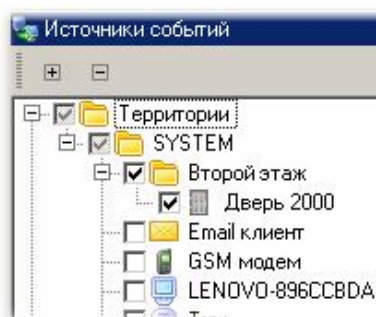 Источники событий
Территории
SYSTEM
Второй этаж
Дверь 2000
Email клиент
GSM модем
LENOVO-896CCBDA